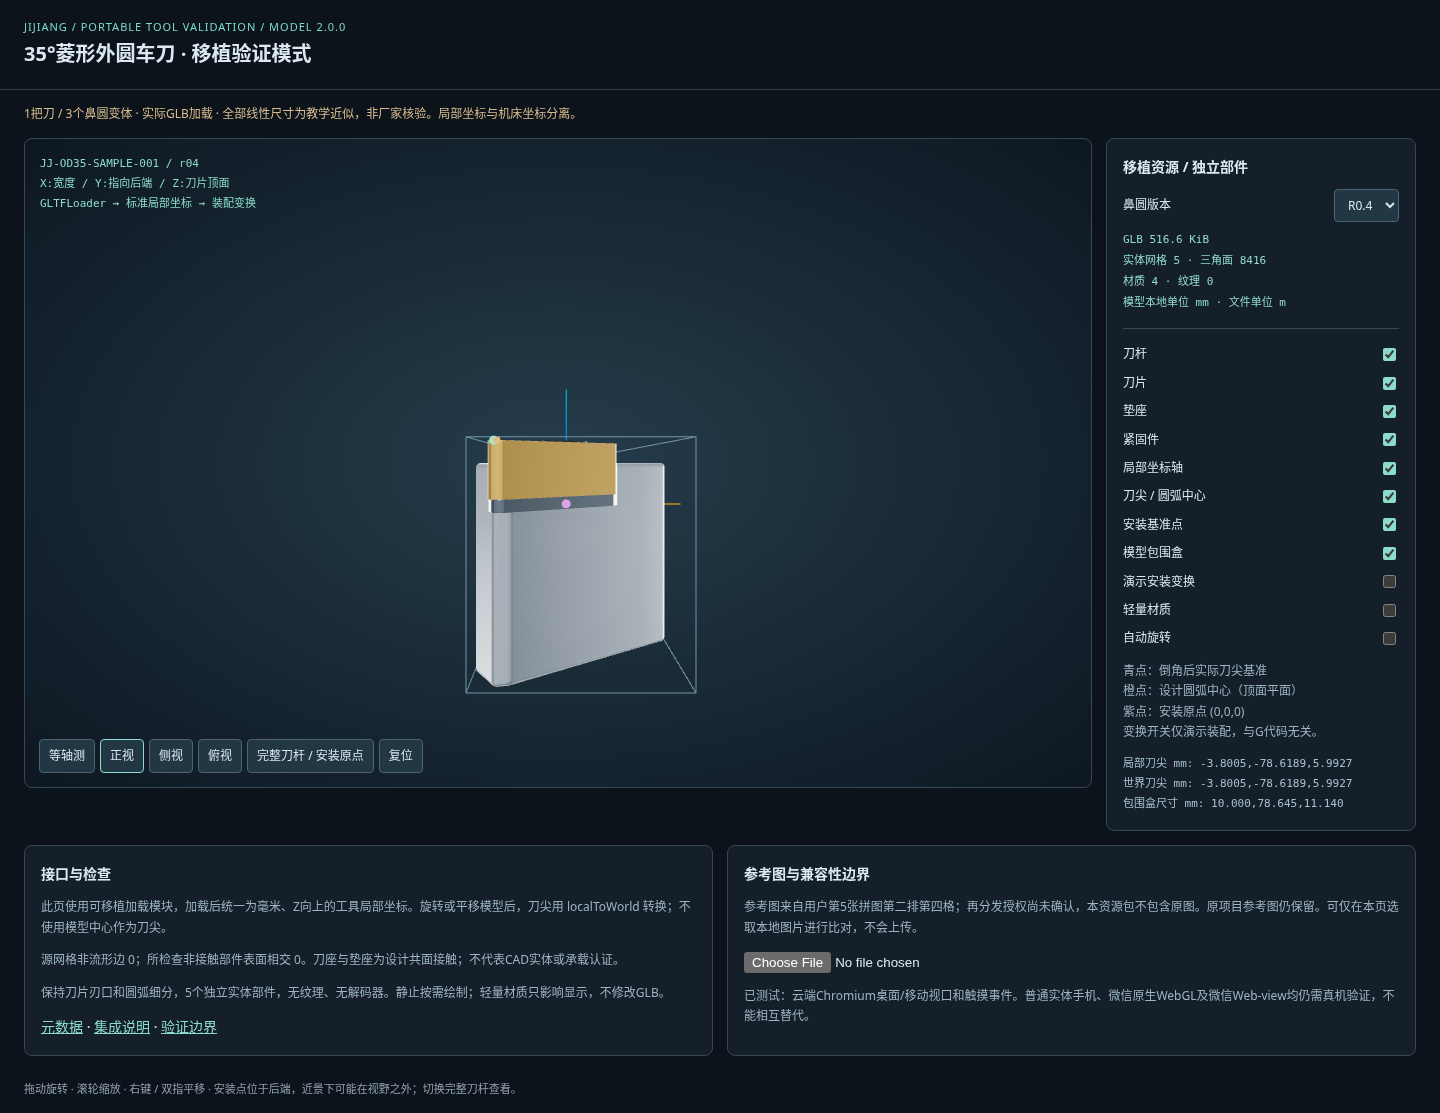 JIJIANG / PORTABLE TOOL VALIDATION / MODEL 2.0.0
35°菱形外圆车刀 · 移植验证模式
1把刀 / 3个鼻圆变体 · 实际GLB加载 · 全部线性尺寸为教学近似，非厂家核验。局部坐标与机床坐标分离。
JJ-OD35-SAMPLE-001 / r04
X:宽度 / Y:指向后端 / Z:刀片顶面
GLTFLoader → 标准局部坐标 → 装配变换
等轴测
正视
侧视
俯视
完整刀杆 / 安装原点
复位
移植资源 / 独立部件
鼻圆版本
R0.4
GLB 516.6 KiB
实体网格 5 · 三角面 8416
材质 4 · 纹理 0
模型本地单位 mm · 文件单位 m
刀杆
刀片
垫座
紧固件
局部坐标轴
刀尖 / 圆弧中心
安装基准点
模型包围盒
演示安装变换
轻量材质
自动旋转
青点：倒角后实际刀尖基准
橙点：设计圆弧中心（顶面平面）
紫点：安装原点 (0,0,0)
变换开关仅演示装配，与G代码无关。
局部刀尖 mm: -3.8005,-78.6189,5.9927
世界刀尖 mm: -3.8005,-78.6189,5.9927
包围盒尺寸 mm: 10.000,78.645,11.140
接口与检查
此页使用可移植加载模块，加载后统一为毫米、Z向上的工具局部坐标。旋转或平移模型后，刀尖用 localToWorld 转换；不
使用模型中心作为刀尖。
源网格非流形边 0；所检查非接触部件表面相交 0。刀座与垫座为设计共面接触；不代表CAD实体或承载认证。
保持刀片刃口和圆弧细分，5个独立实体部件，无纹理、无解码器。静止按需绘制；轻量材质只影响显示，不修改GLB。
元数据 · 集成说明 · 验证边界
参考图与兼容性边界
参考图来自用户第5张拼图第二排第四格；再分发授权尚未确认，本资源包不包含原图。原项目参考图仍保留。可仅在本页选
取本地图片进行比对，不会上传。
Choose File No file chosen
已测试：云端Chromium桌面/移动视口和触摸事件。普通实体手机、微信原生WebGL及微信Web-view均仍需真机验证，不
能相互替代。
拖动旋转 · 滚轮缩放 · 右键 / 双指平移 · 安装点位于后端，近景下可能在视野之外；切换完整刀杆查看。